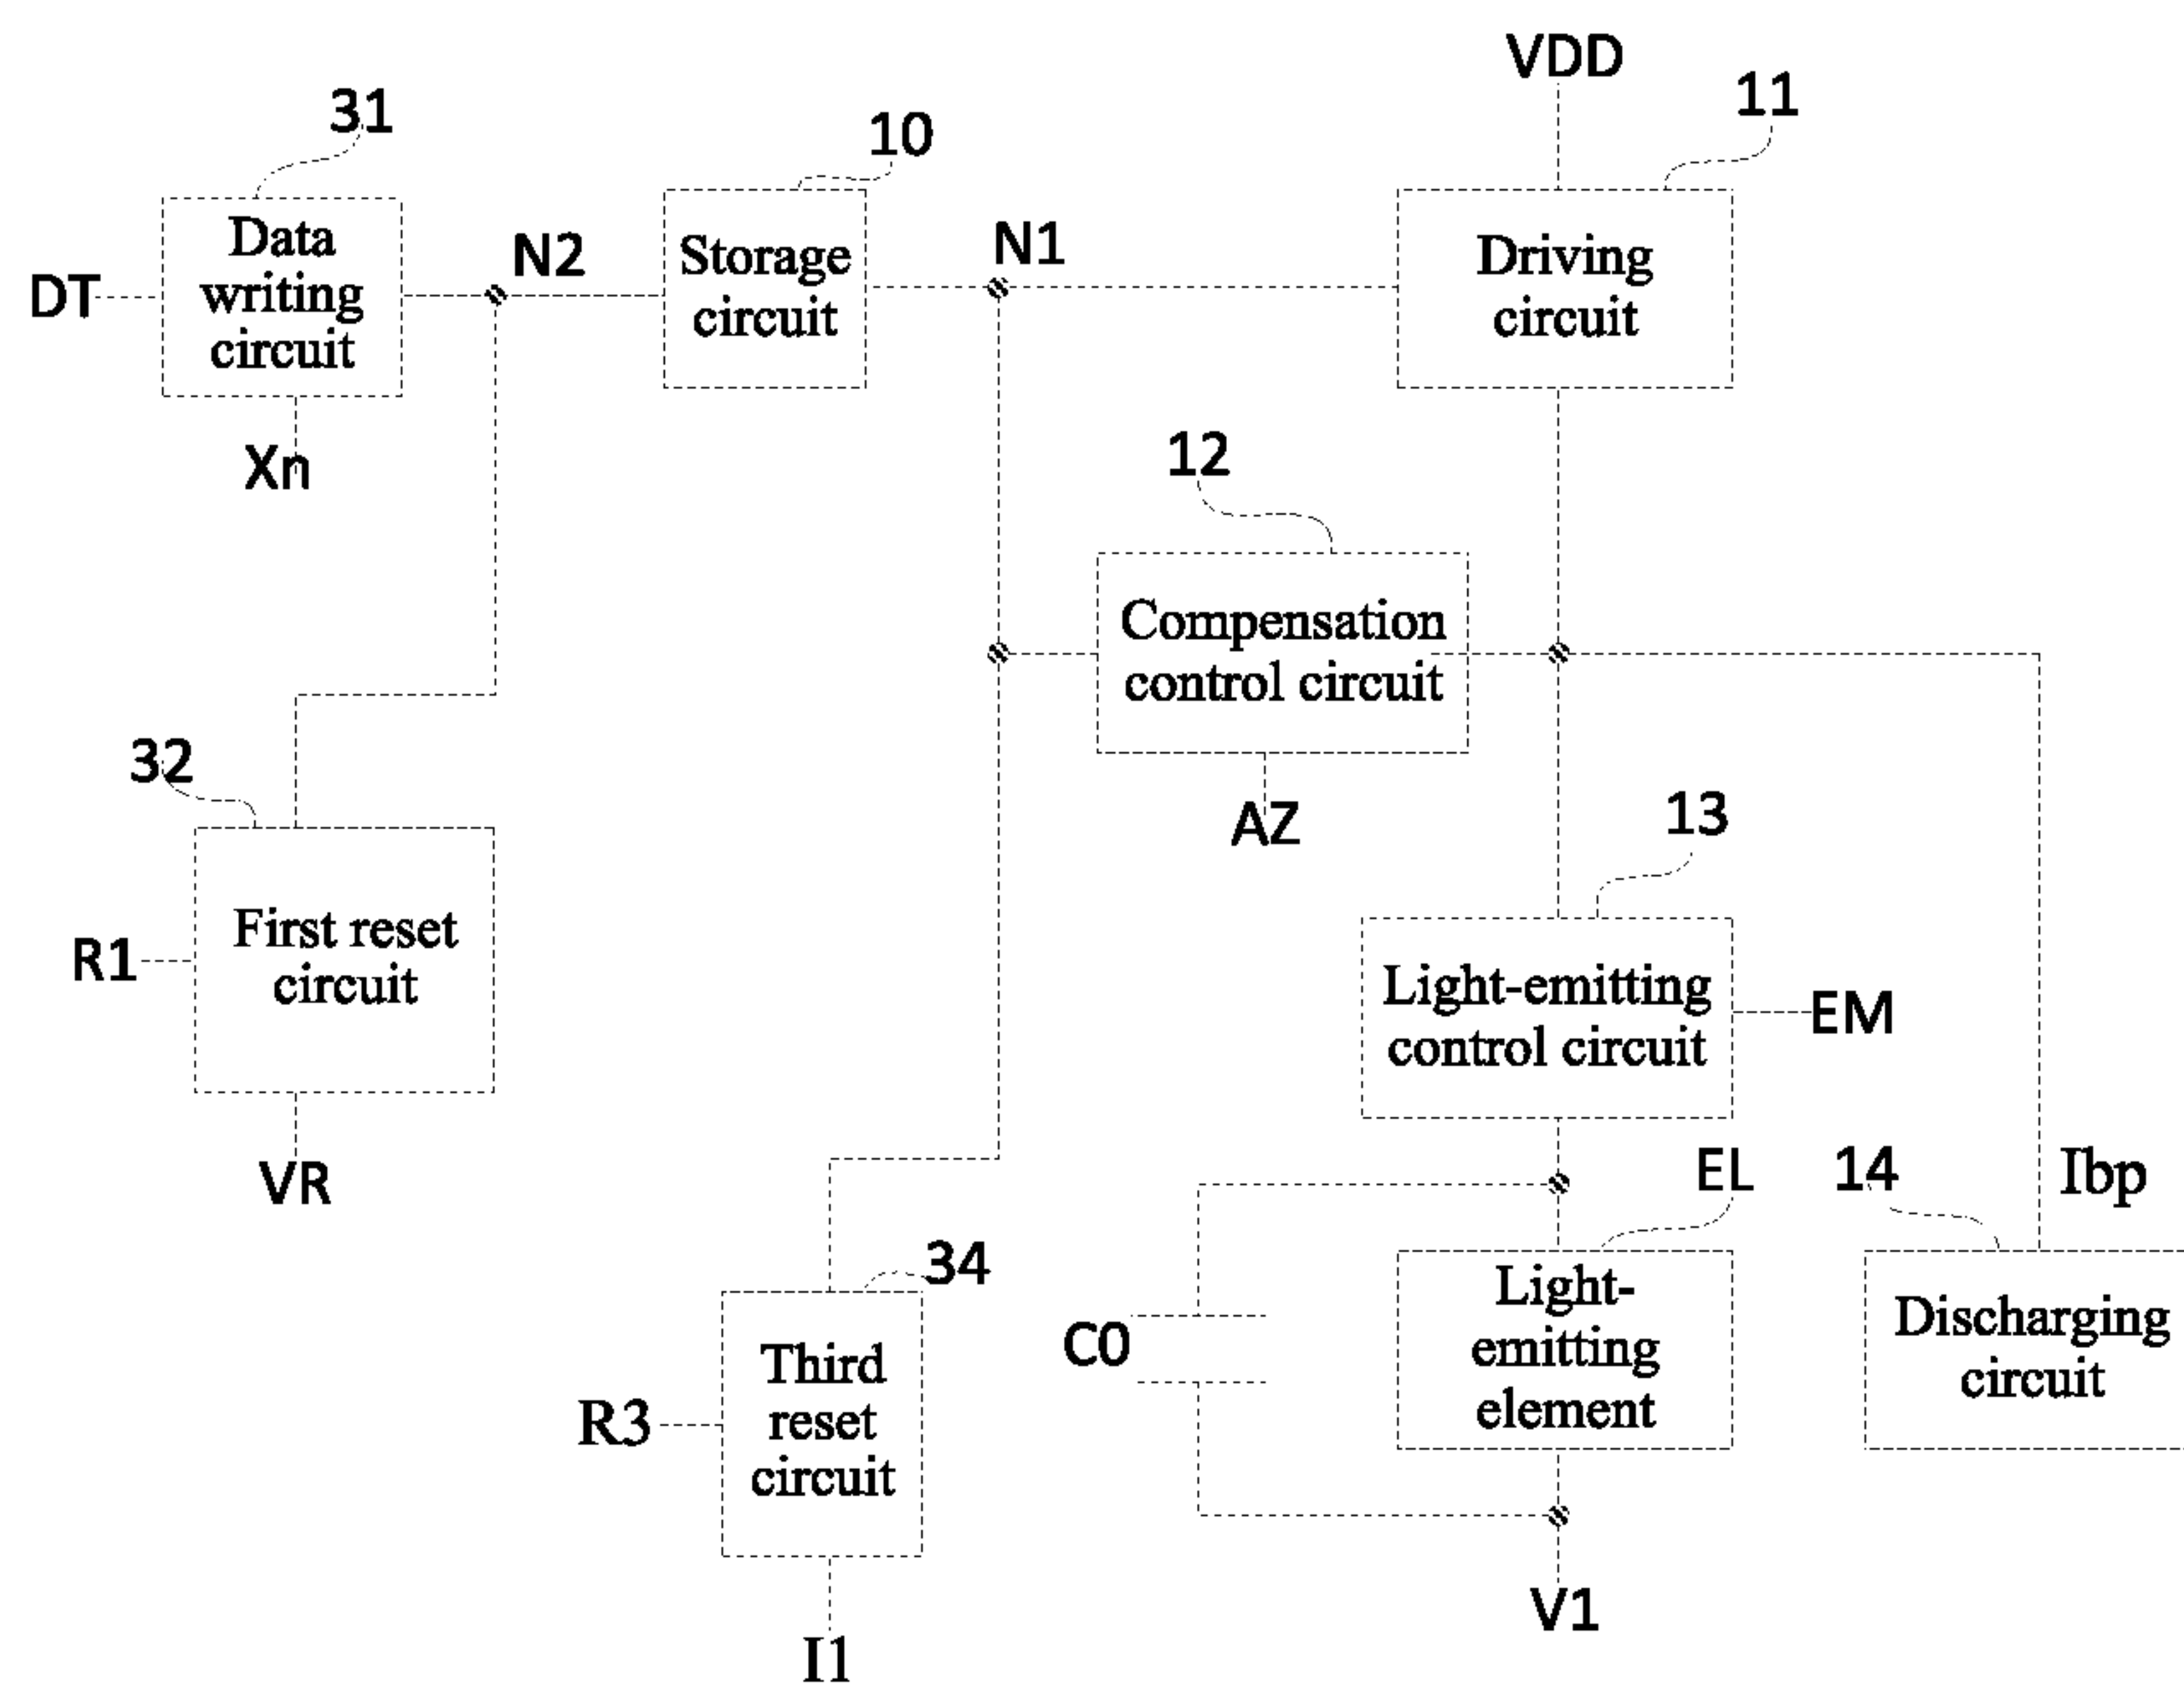 VDD
31
10
11
Data
writing
circuit
DT
Xn
N2
Storage
circuit
N1
Driving
circuit
12
Compensation
control circuit
AZ
32
First reset
circuit
R1
VR
13
Light-emitting
control circuit
EM
EL
14
Ibp
34
Third
reset
circuit
R3
I1
C0
Light-
emitting
element
Discharging
circuit
V1